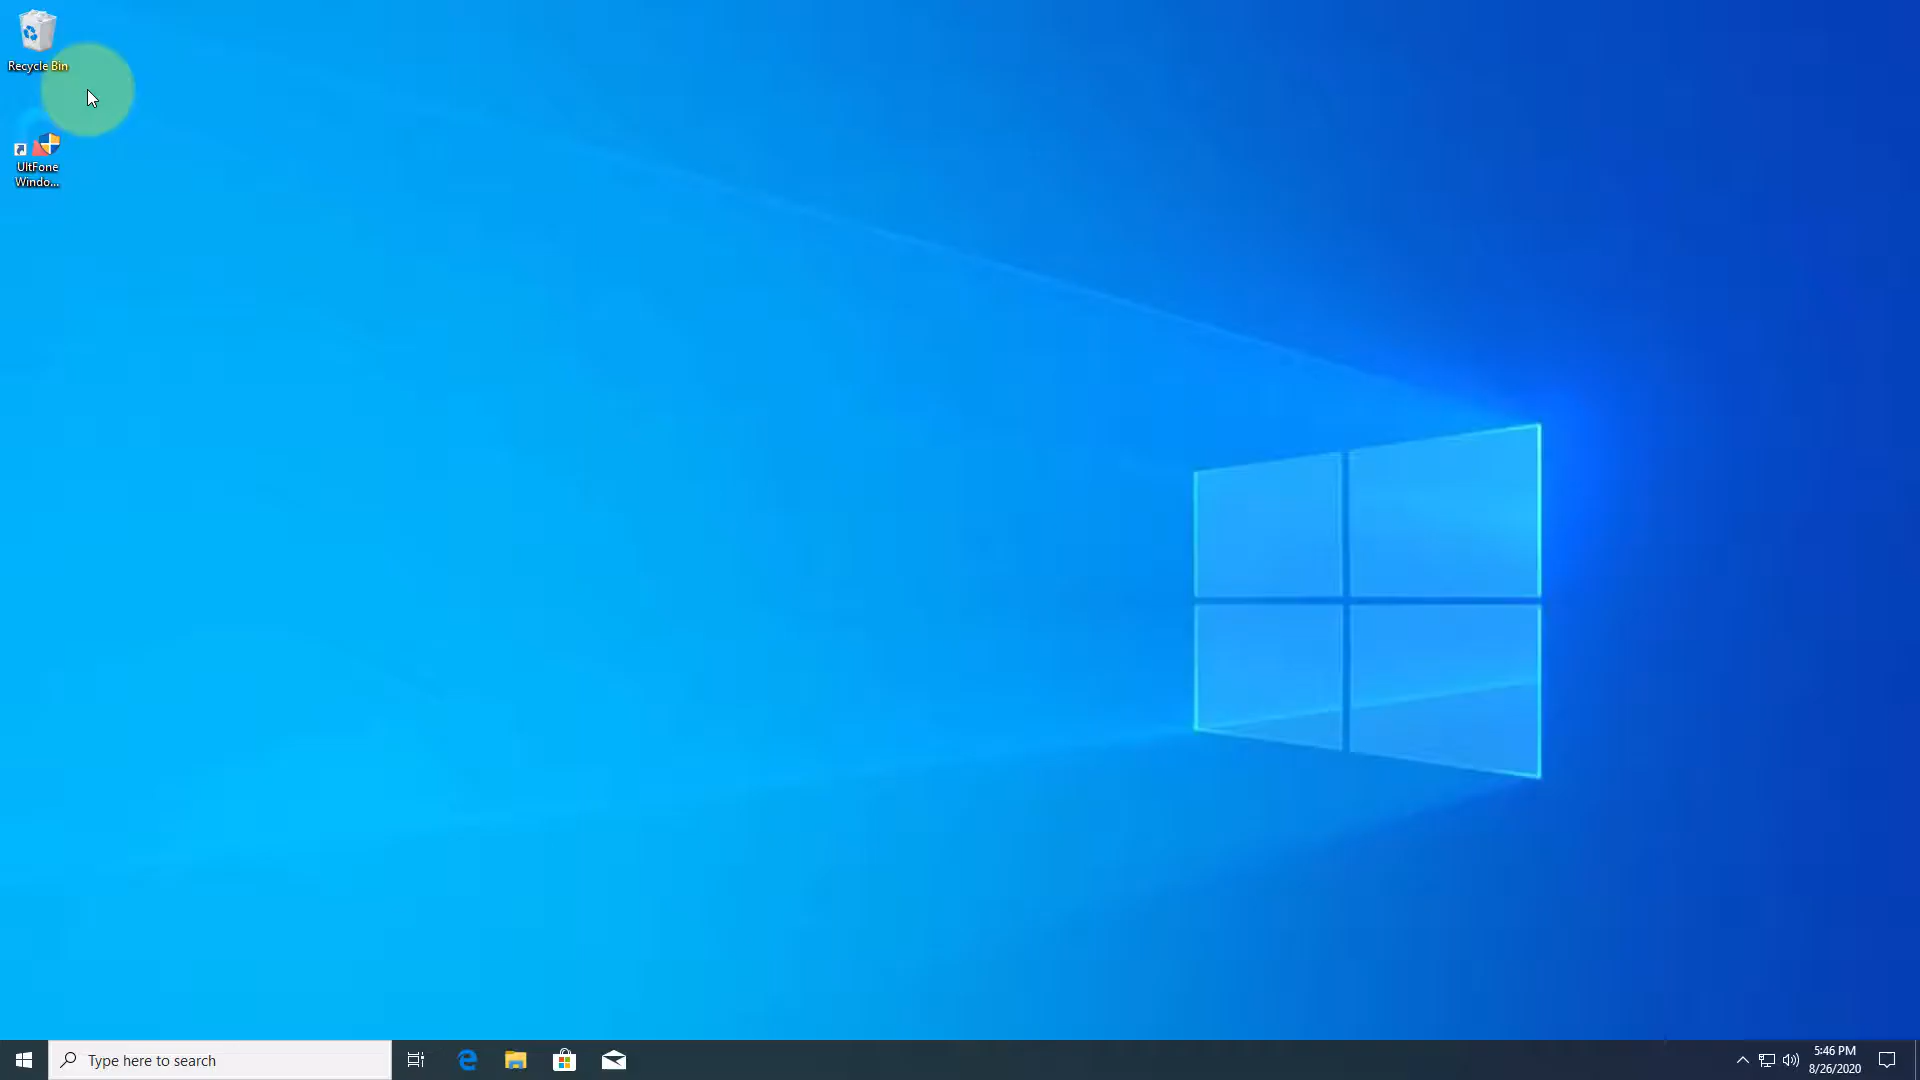 Recycle Bin
UltFone
Windo...
Type here to search
5:46 PM
8/26/2020